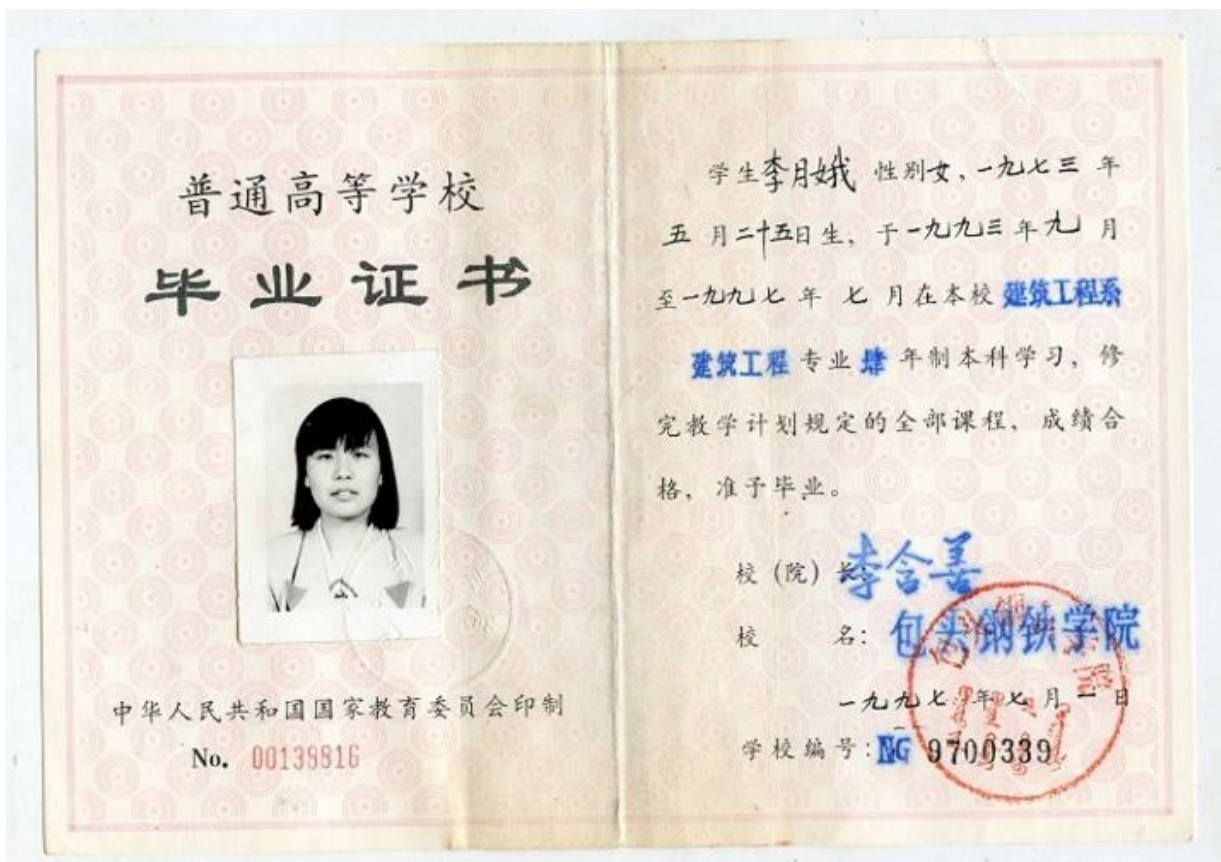 普通高等学校
毕业证书
中华人民共和国国家教育委员会印制
No. 00139816
学生李月娥 性别女，一九七三年
五月二十五日生，于一九九三年九月
至一九九七年七月在本校建筑工程系
建筑工程专业肆年制本科学习，修
完教学计划规定的全部课程，成绩合
格，准予毕业。
校（院）长：李含善
校名：包头钢铁学院
一九九七年七月一日
学校编号：NG 9700339